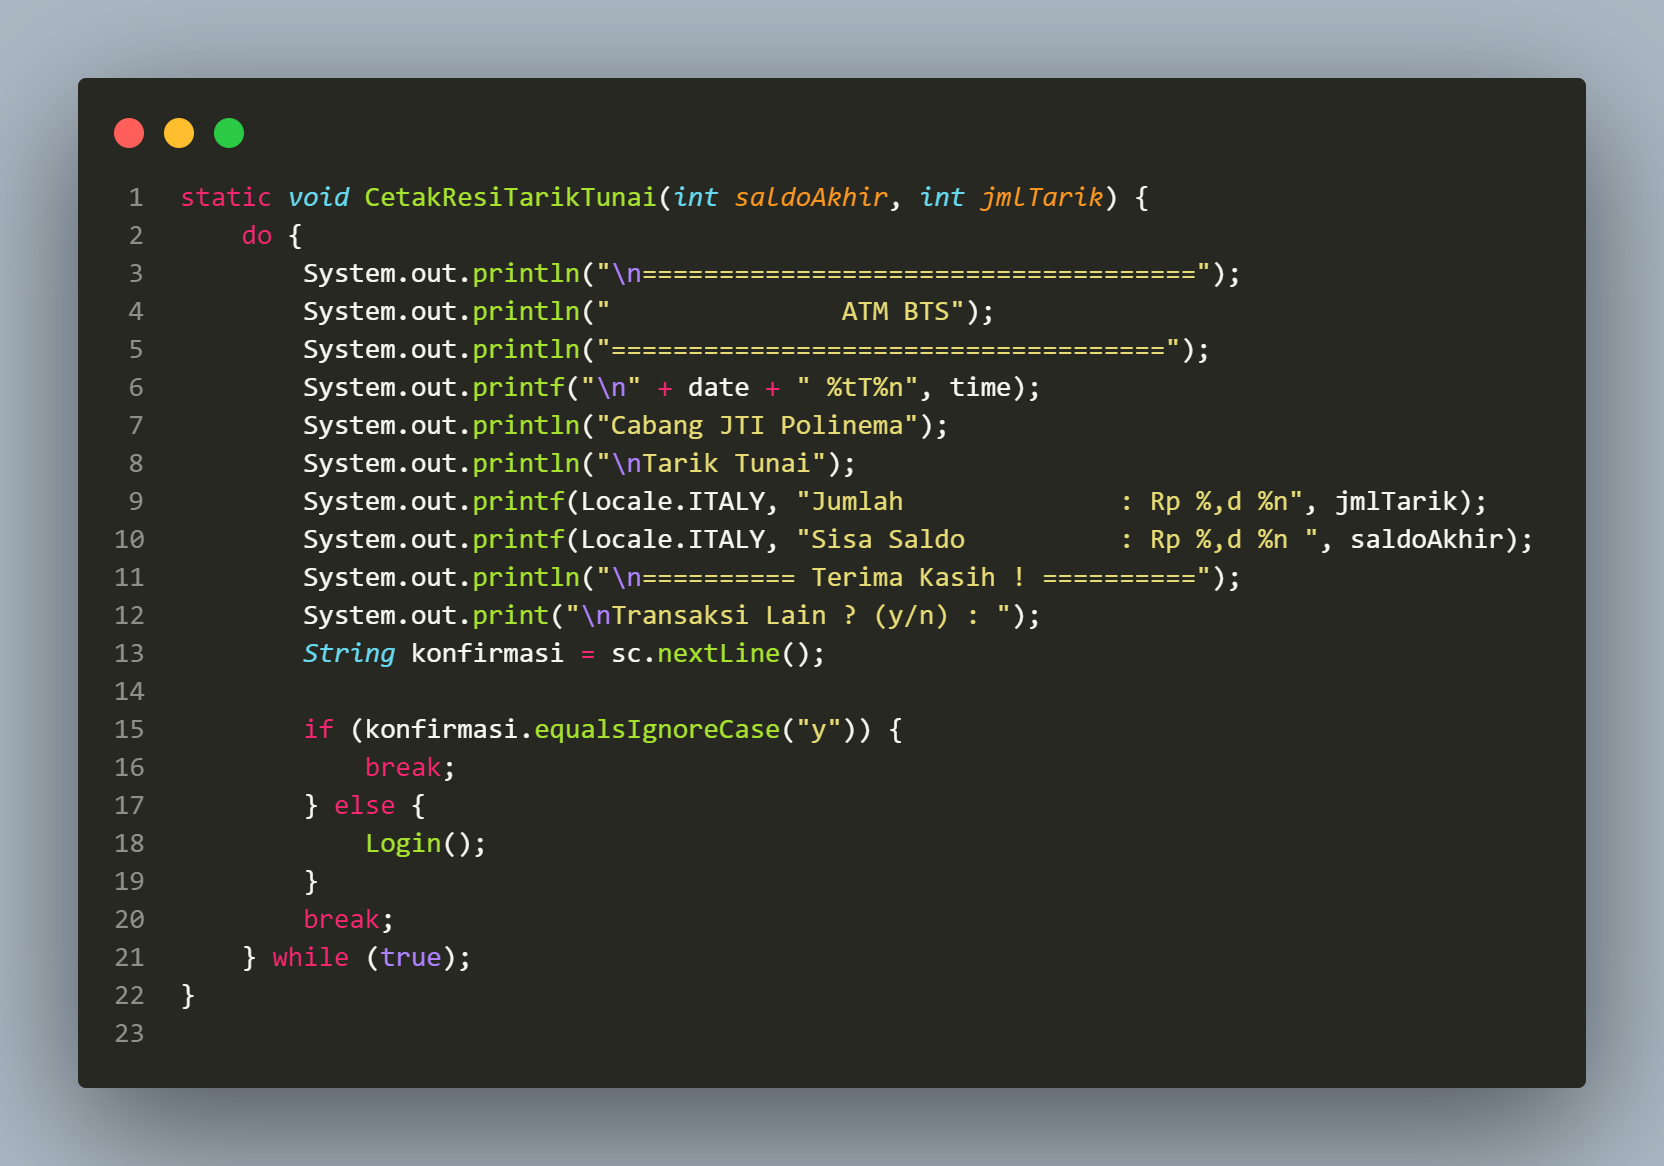 1 static void CetakResiTarikTunai(int saldoAkhir, int jmlTarik) {
2     do {
3         System.out.println("\n====================================");
4         System.out.println("               ATM BTS");
5         System.out.println("====================================");
6         System.out.printf("\n" + date + " %tT%n", time);
7         System.out.println("Cabang JTI Polinema");
8         System.out.println("\nTarik Tunai");
9         System.out.printf(Locale.ITALY, "Jumlah              : Rp %,d %n", jmlTarik);
10         System.out.printf(Locale.ITALY, "Sisa Saldo          : Rp %,d %n ", saldoAkhir);
11         System.out.println("\n========== Terima Kasih ! ==========");
12         System.out.print("\nTransaksi Lain ? (y/n) : ");
13         String konfirmasi = sc.nextLine();
14
15         if (konfirmasi.equalsIgnoreCase("y")) {
16             break;
17         } else {
18             Login();
19         }
20         break;
21     } while (true);
22 }
23